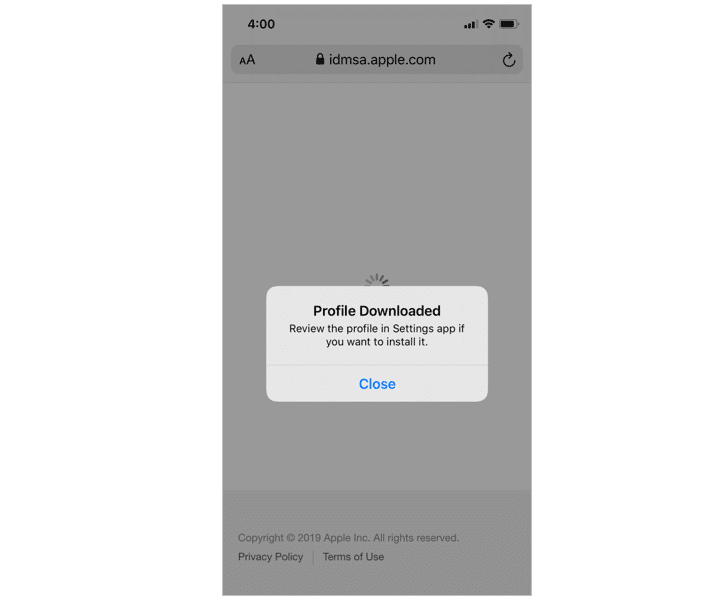 4:00
AA idmsa.apple.com
Profile Downloaded
Review the profile in Settings app if
you want to install it.
Close
Copyright © 2019 Apple Inc. All rights reserved.
Privacy Policy Terms of Use